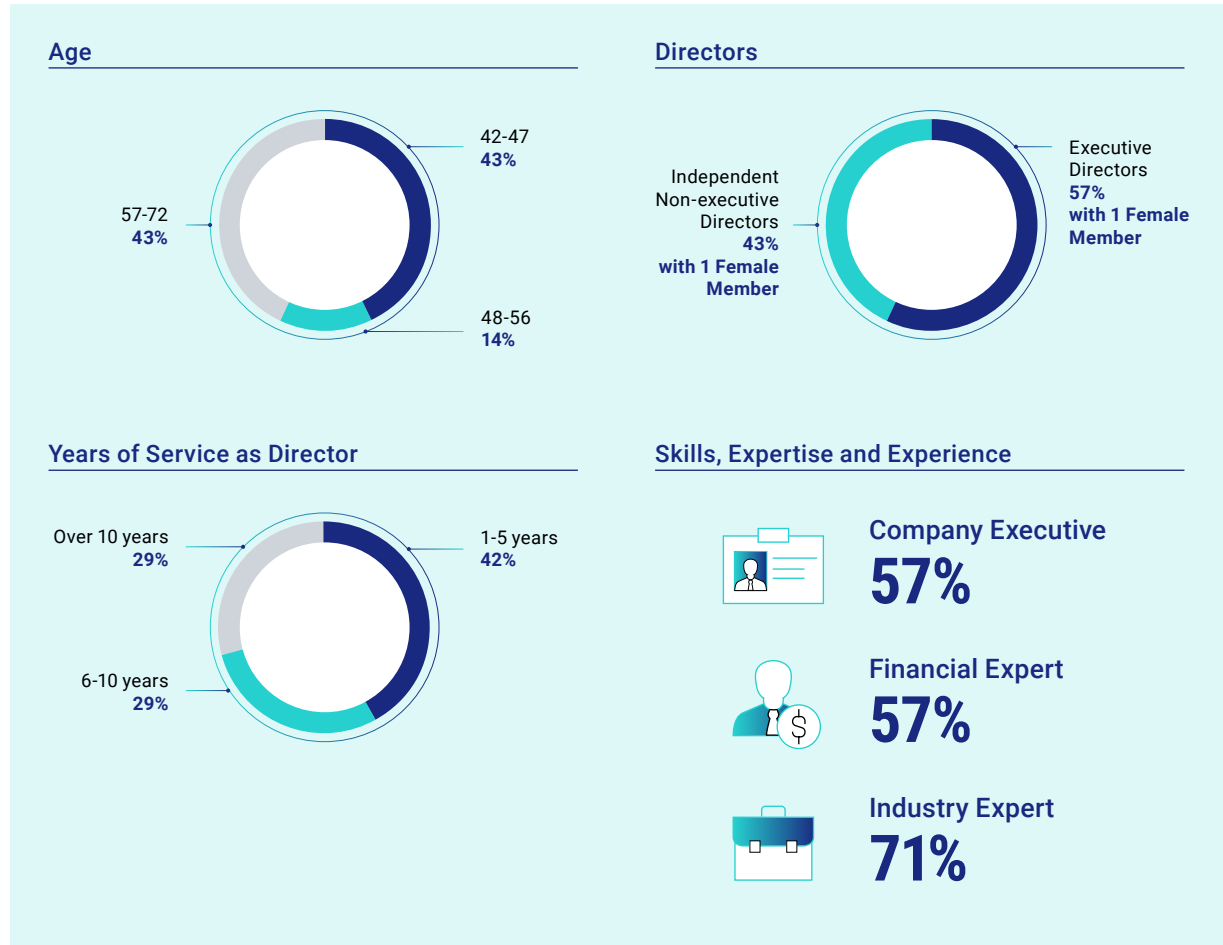 Age
42-47
43%
57-72
43%
48-56
14%
Directors
Executive
Directors
57%
with 1 Female
Member
Independent
Non-executive
Directors
43%
with 1 Female
Member
Years of Service as Director
Over 10 years
29%
1-5 years
42%
6-10 years
29%
Skills, Expertise and Experience
Company Executive
57%
Financial Expert
57%
$
Industry Expert
71%